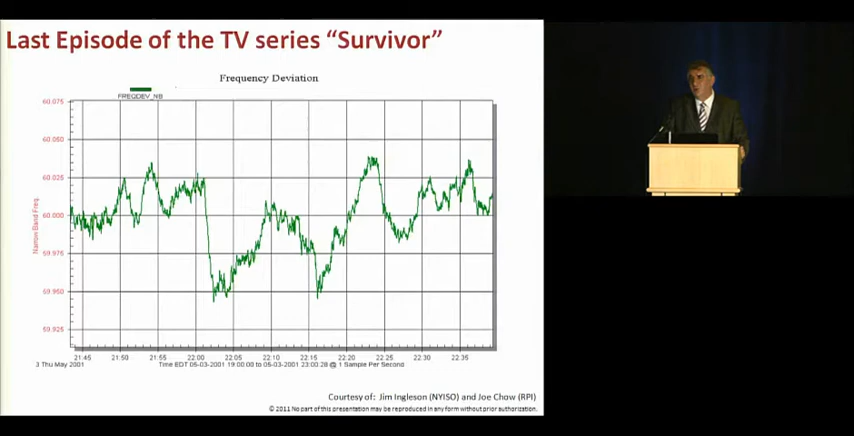 Last Episode of the TV series “Survivor”
Frequency Deviation
FREQDEV_NB
60.075
60.050
60.025
60.000
59.975
59.950
59.925
Narrow Band Freq.
21:45 21:50 21:55 22:00 22:05 22:10 22:15 22:20 22:25 22:30 22:35
3 Thu May 2001
Time EDT 05-03-2001 19:00:00 to 05-03-2001 23:00:28 @ 1 Sample Per Second
Courtesy of: Jim Ingleson (NYISO) and Joe Chow (RPI)
© 2011 No part of this presentation may be reproduced in any form without prior authorization.